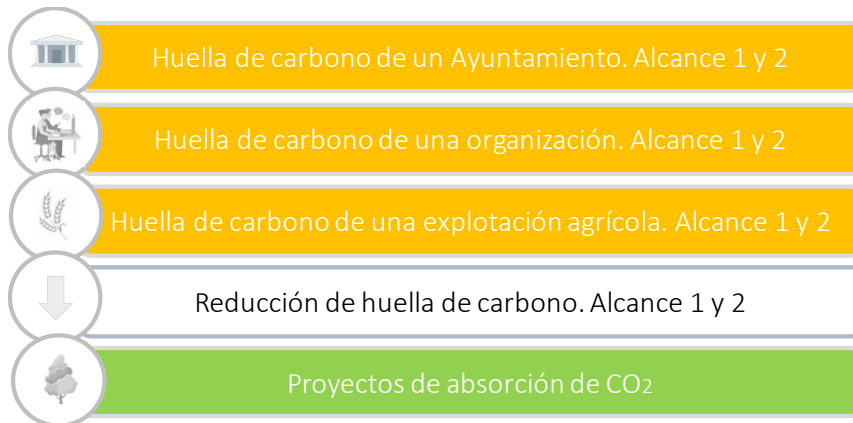 Huella de carbono de un Ayuntamiento. Alcance 1 y 2
Huella de carbono de una organización. Alcance 1 y 2
Huella de carbono de una explotación agrícola. Alcance 1 y 2
Reducción de huella de carbono. Alcance 1 y 2
Proyectos de absorción de CO2